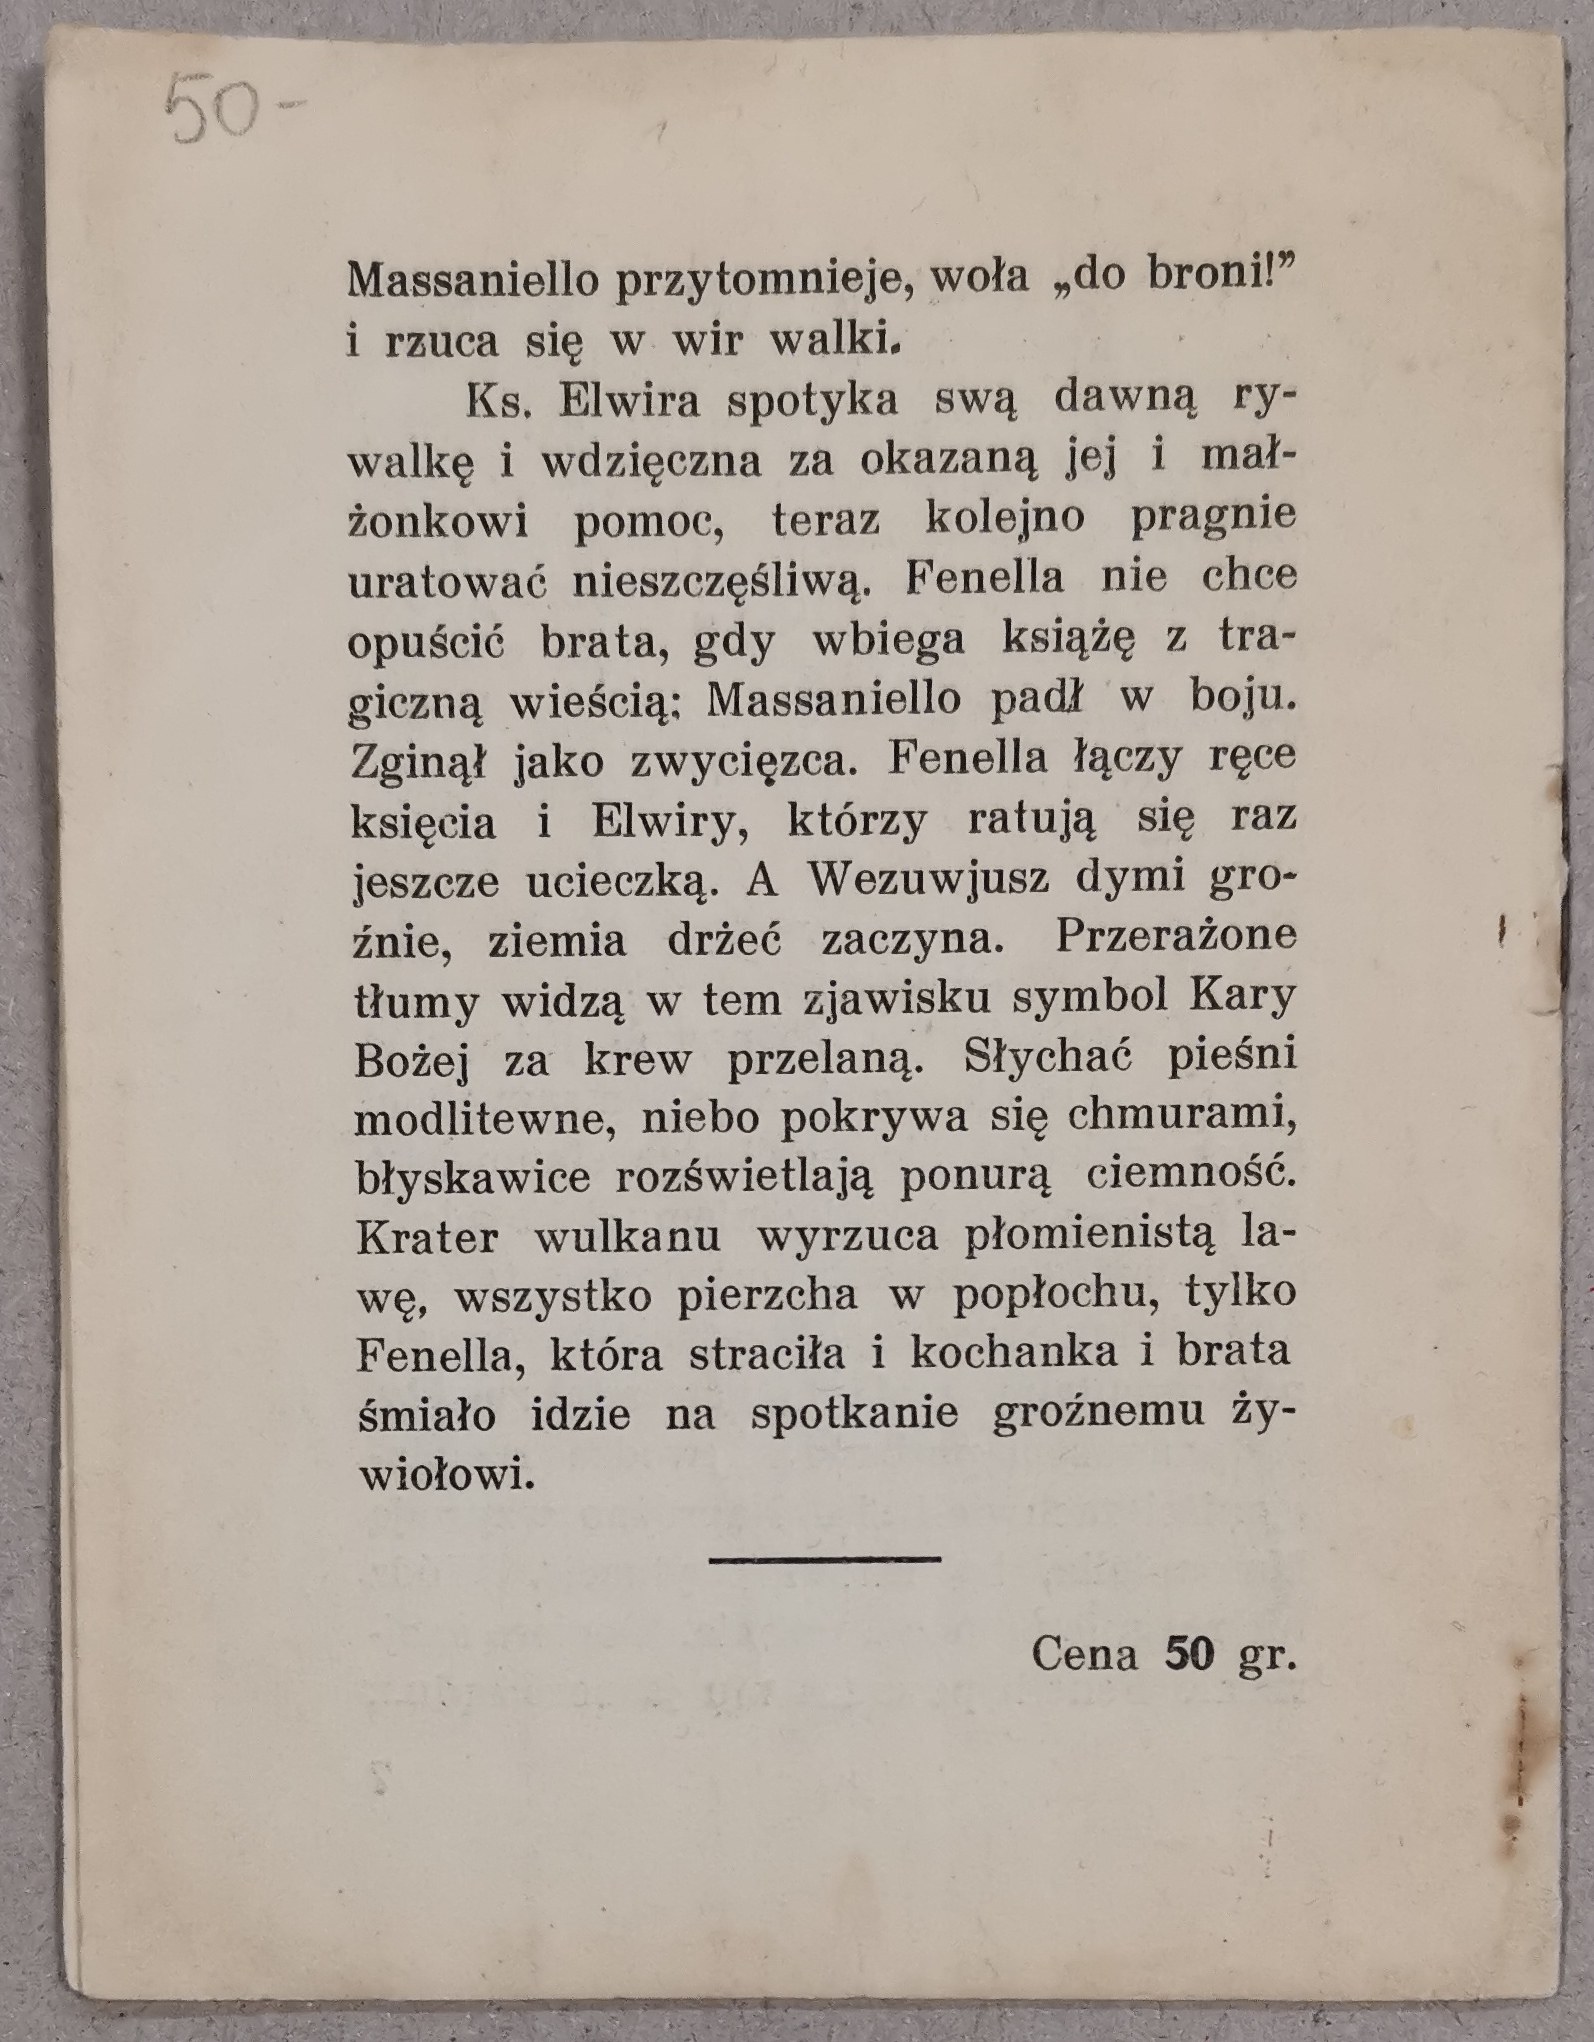 50-
Massaniello przytomnieje, woła „do broni!”
i rzuca się w wir walki.
Ks. Elwira spotyka swą dawną ry-
walkę i wdzięczna za okazaną jej i mał-
żonkowi pomoc, teraz kolejno pragnie
uratować nieszczęśliwą. Fenella nie chce
opuścić brata, gdy wbiega książę z tra-
giczną wieścią; Massaniello padł w boju.
Zginął jako zwycięzca. Fenella łączy ręce
księcia i Elwiry, którzy ratują się raz
jeszcze ucieczką. A Wezuwjusz dymi gro-
źnie, ziemia drżeć zaczyna. Przerażone
tłumy widzą w tem zjawisku symbol Kary
Bożej za krew przelaną. Słychać pieśni
modlitewne, niebo pokrywa się chmurami,
błyskawice rozświetlają ponurą ciemność.
Krater wulkanu wyrzuca płomienistą la-
wę, wszystko pierzcha w popłochu, tylko
Fenella, która straciła i kochanka i brata
śmiało idzie na spotkanie groźnemu ży-
wiołowi.
Cena 50 gr.